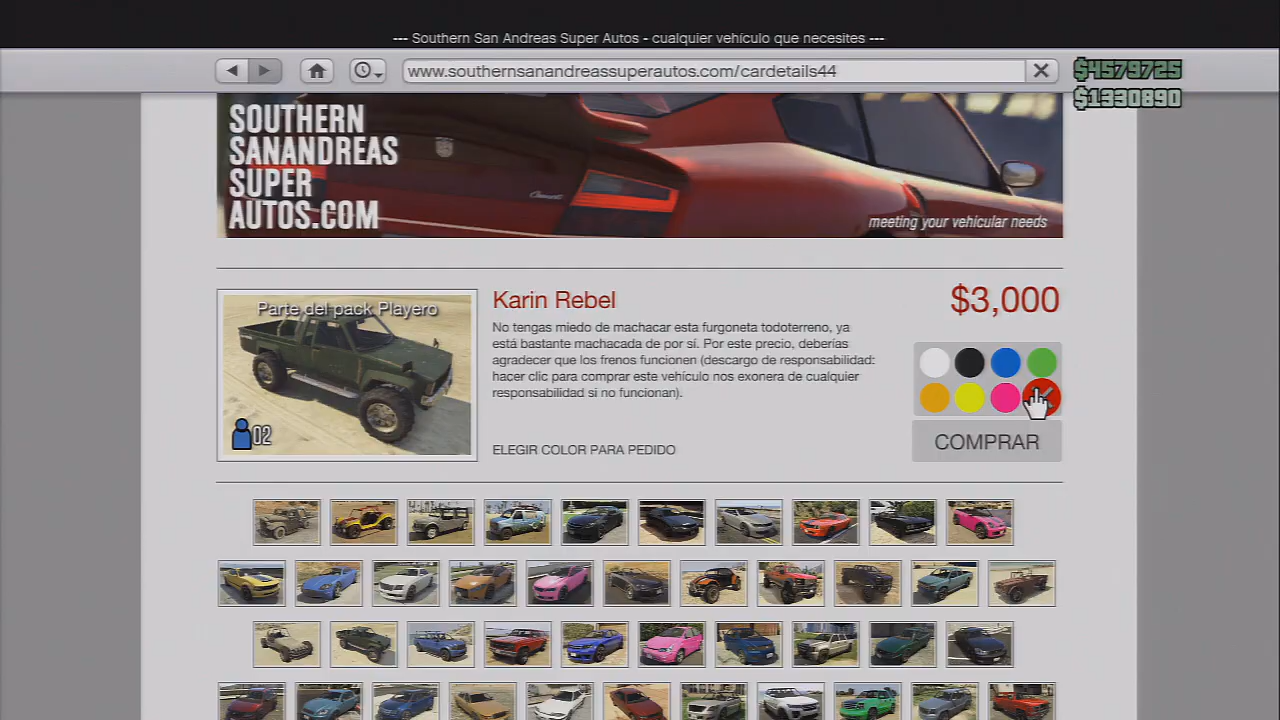 --- Southern San Andreas Super Autos - cualquier vehículo que necesites ---
www.southernsanandreassuperautos.com/cardetails44
$4579725
$1330890
SOUTHERN
SANANDREAS
SUPER
AUTOS.COM
meeting your vehicular needs
Parte del pack Playero
02
Karin Rebel
$3,000
No tengas miedo de machacar esta furgoneta todoterreno, ya
está bastante machacada de por sí. Por este precio, deberías
agradecer que los frenos funcionen (descargo de responsabilidad:
hacer clic para comprar este vehículo nos exonera de cualquier
responsabilidad si no funcionan).
ELEGIR COLOR PARA PEDIDO
COMPRAR